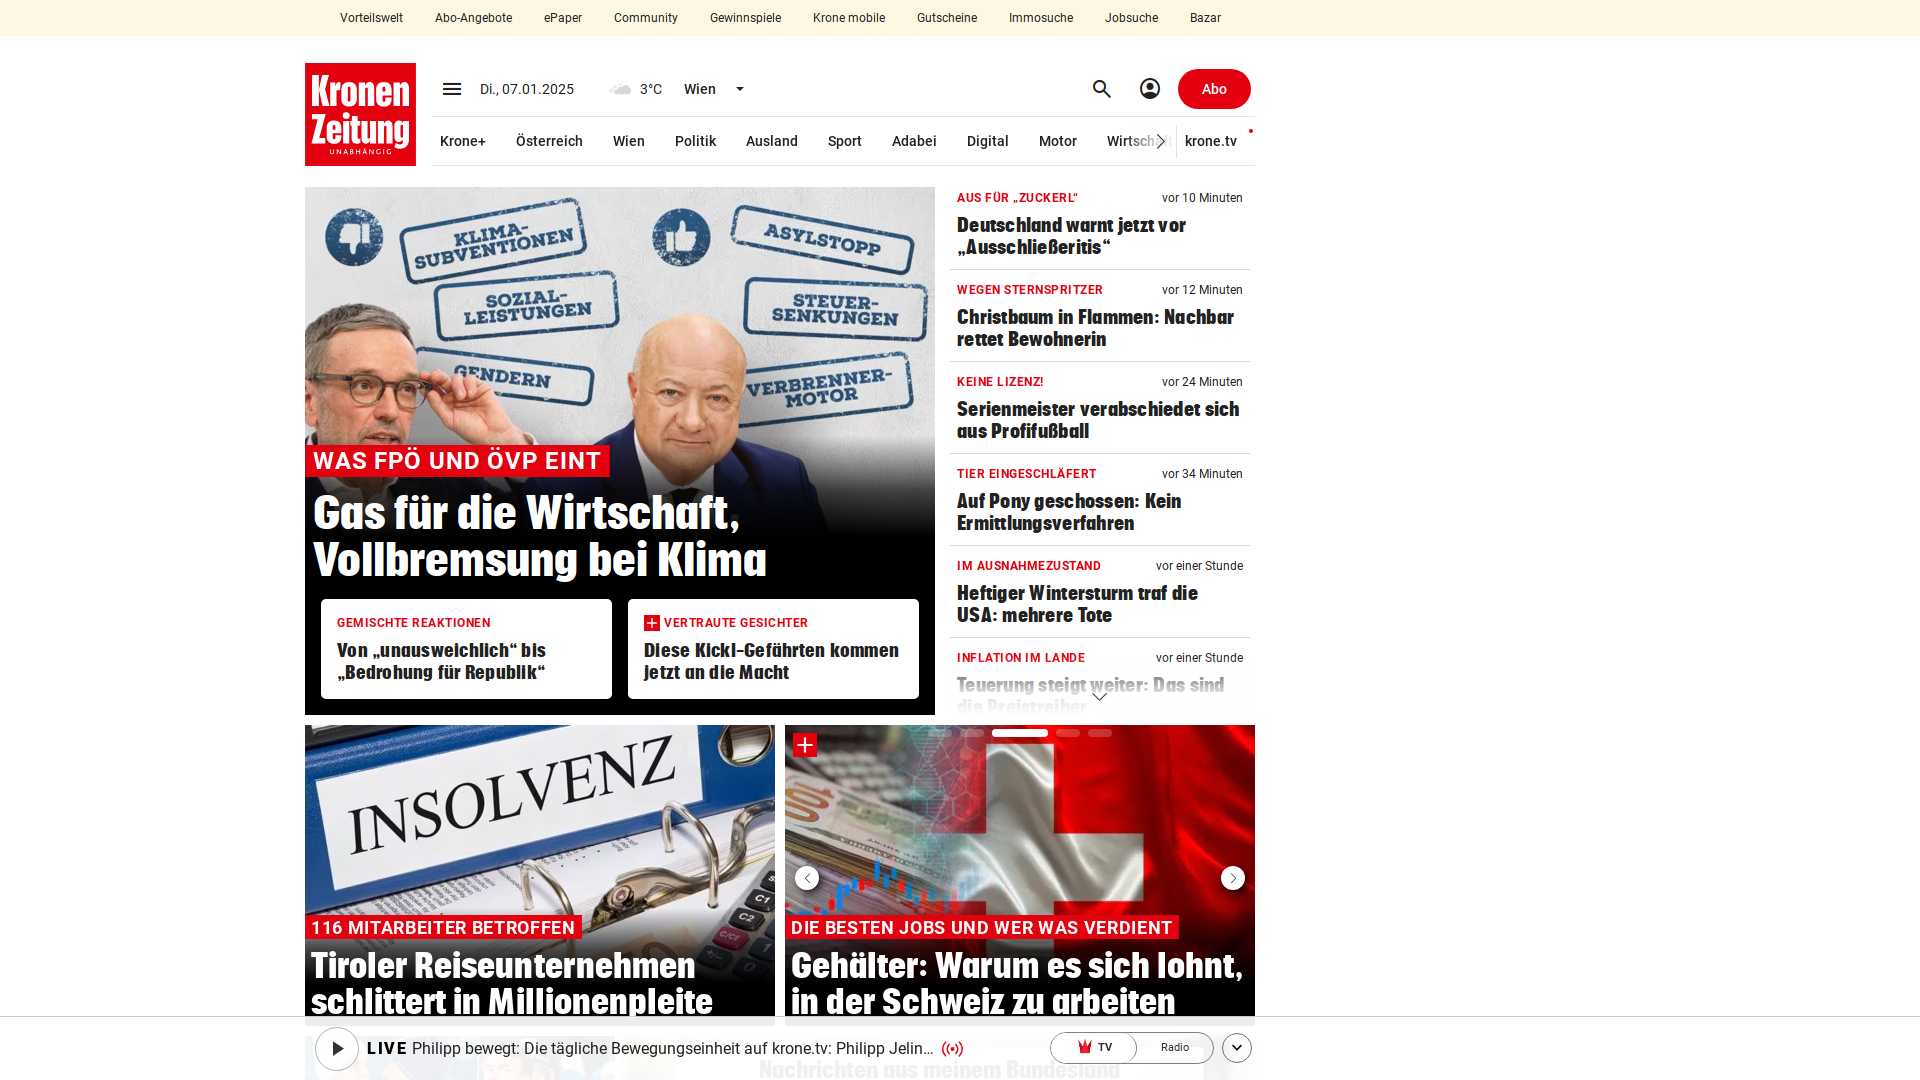 Vorteilswelt Abo-Angebote ePaper Community Gewinnspiele Krone mobile Gutscheine Immosuche Jobsuche Bazar
Kronen
Zeitung
UNABHÄNGIG
Di., 07.01.2025 3°C Wien Abo
Krone+ Österreich Wien Politik Ausland Sport Adabei Digital Motor Wirtschaft krone.tv
KLIMA-
SUBVENTIONEN
SOZIAL-
LEISTUNGEN
GENDERN
ASYLSTOPP
STEUER-
SENKUNGEN
VERBRENNER-
MOTOR
WAS FPÖ UND ÖVP EINT
Gas für die Wirtschaft,
Vollbremsung bei Klima
GEMISCHTE REAKTIONEN
Von „unausweichlich“ bis
„Bedrohung für Republik“
VERTRAUTE GESICHTER
Diese Kickl-Gefährten kommen
jetzt an die Macht
AUS FÜR „ZUCKERL“ vor 10 Minuten
Deutschland warnt jetzt vor
„Ausschließeritis“
WEGEN STERNSPRITZER vor 12 Minuten
Christbaum in Flammen: Nachbar
rettet Bewohnerin
KEINE LIZENZ! vor 24 Minuten
Serienmeister verabschiedet sich
aus Profifußball
TIER EINGESCHLÄFERT vor 34 Minuten
Auf Pony geschossen: Kein
Ermittlungsverfahren
IM AUSNAHMEZUSTAND vor einer Stunde
Heftiger Wintersturm traf die
USA: mehrere Tote
INFLATION IM LANDE vor einer Stunde
Teuerung steigt weiter: Das sind
die Preistreiber
INSOLVENZ
116 MITARBEITER BETROFFEN
Tiroler Reiseunternehmen
schlittert in Millionenpleite
DIE BESTEN JOBS UND WER WAS VERDIENT
Gehälter: Warum es sich lohnt,
in der Schweiz zu arbeiten
LIVE Philipp bewegt: Die tägliche Bewegungseinheit auf krone.tv: Philipp Jelin... TV Radio
Nachrichten aus meinem Bundesland